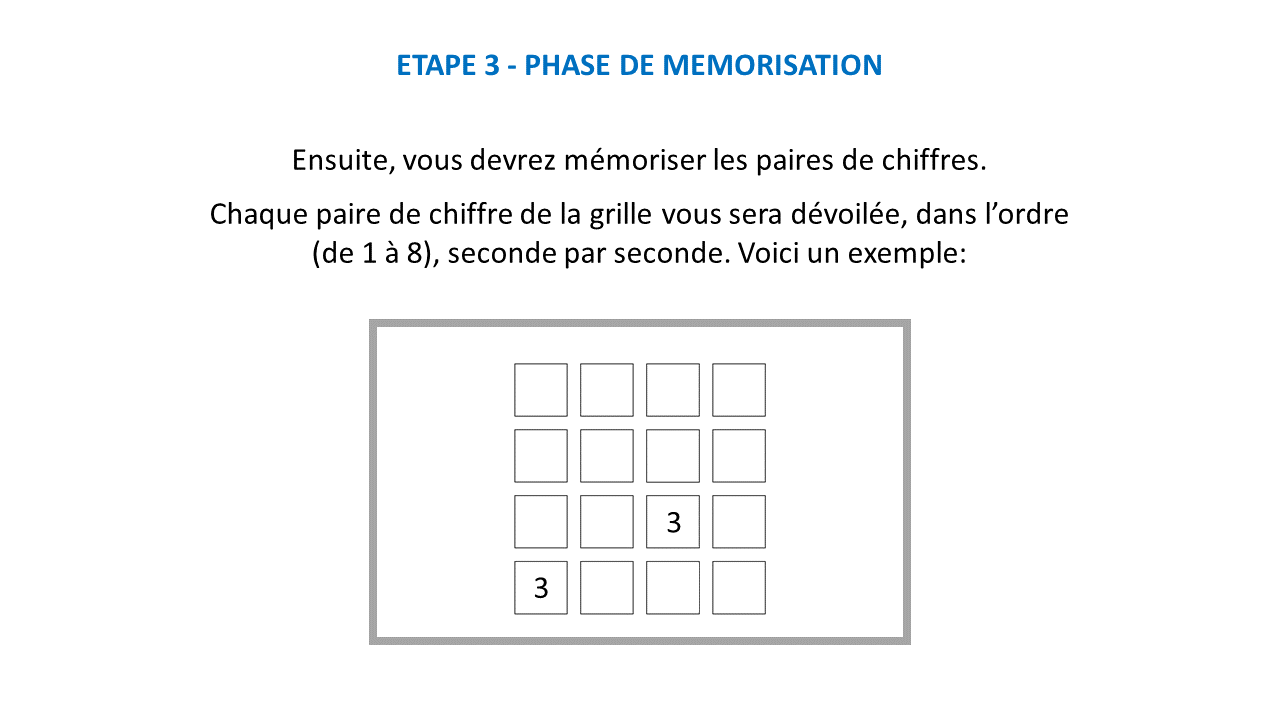 ETAPE 3 - PHASE DE MEMORISATION
Ensuite, vous devrez mémoriser les paires de chiffres.
Chaque paire de chiffre de la grille vous sera dévoilée, dans l’ordre
(de 1 à 8), seconde par seconde. Voici un exemple:
3
3